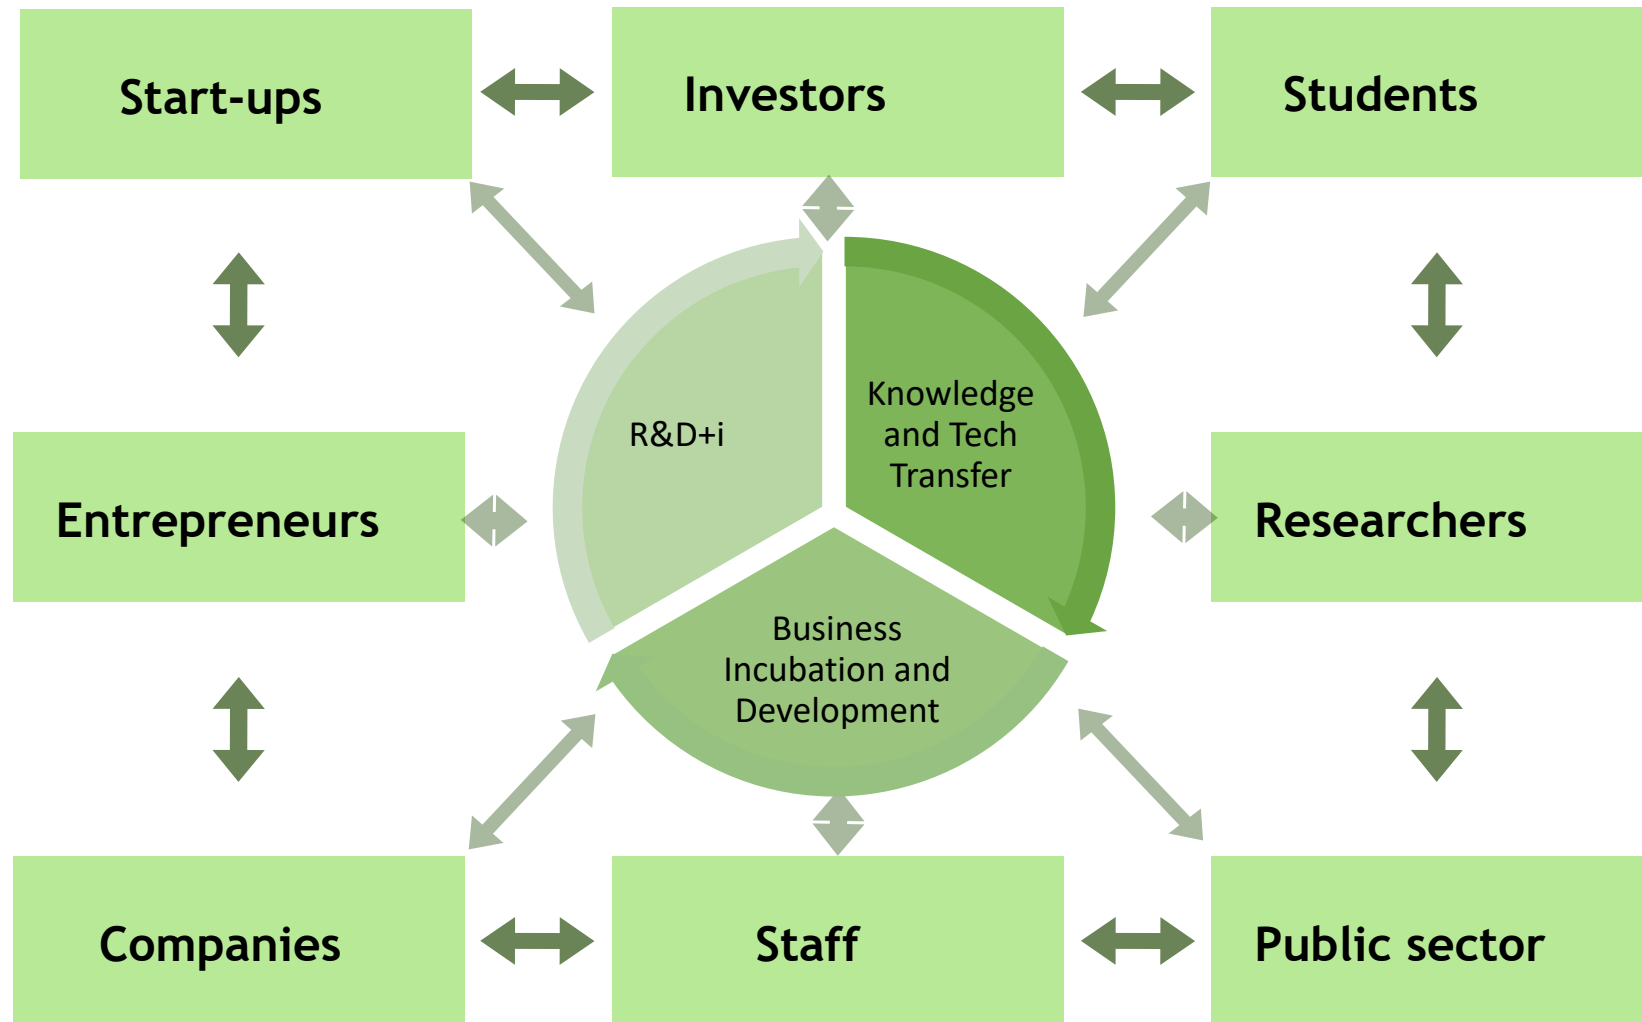 Start-ups
Investors
Students
Knowledge
and Tech
Transfer
R&D+i
Entrepreneurs
Researchers
Business
Incubation and
Development
Companies
Staff
Public sector